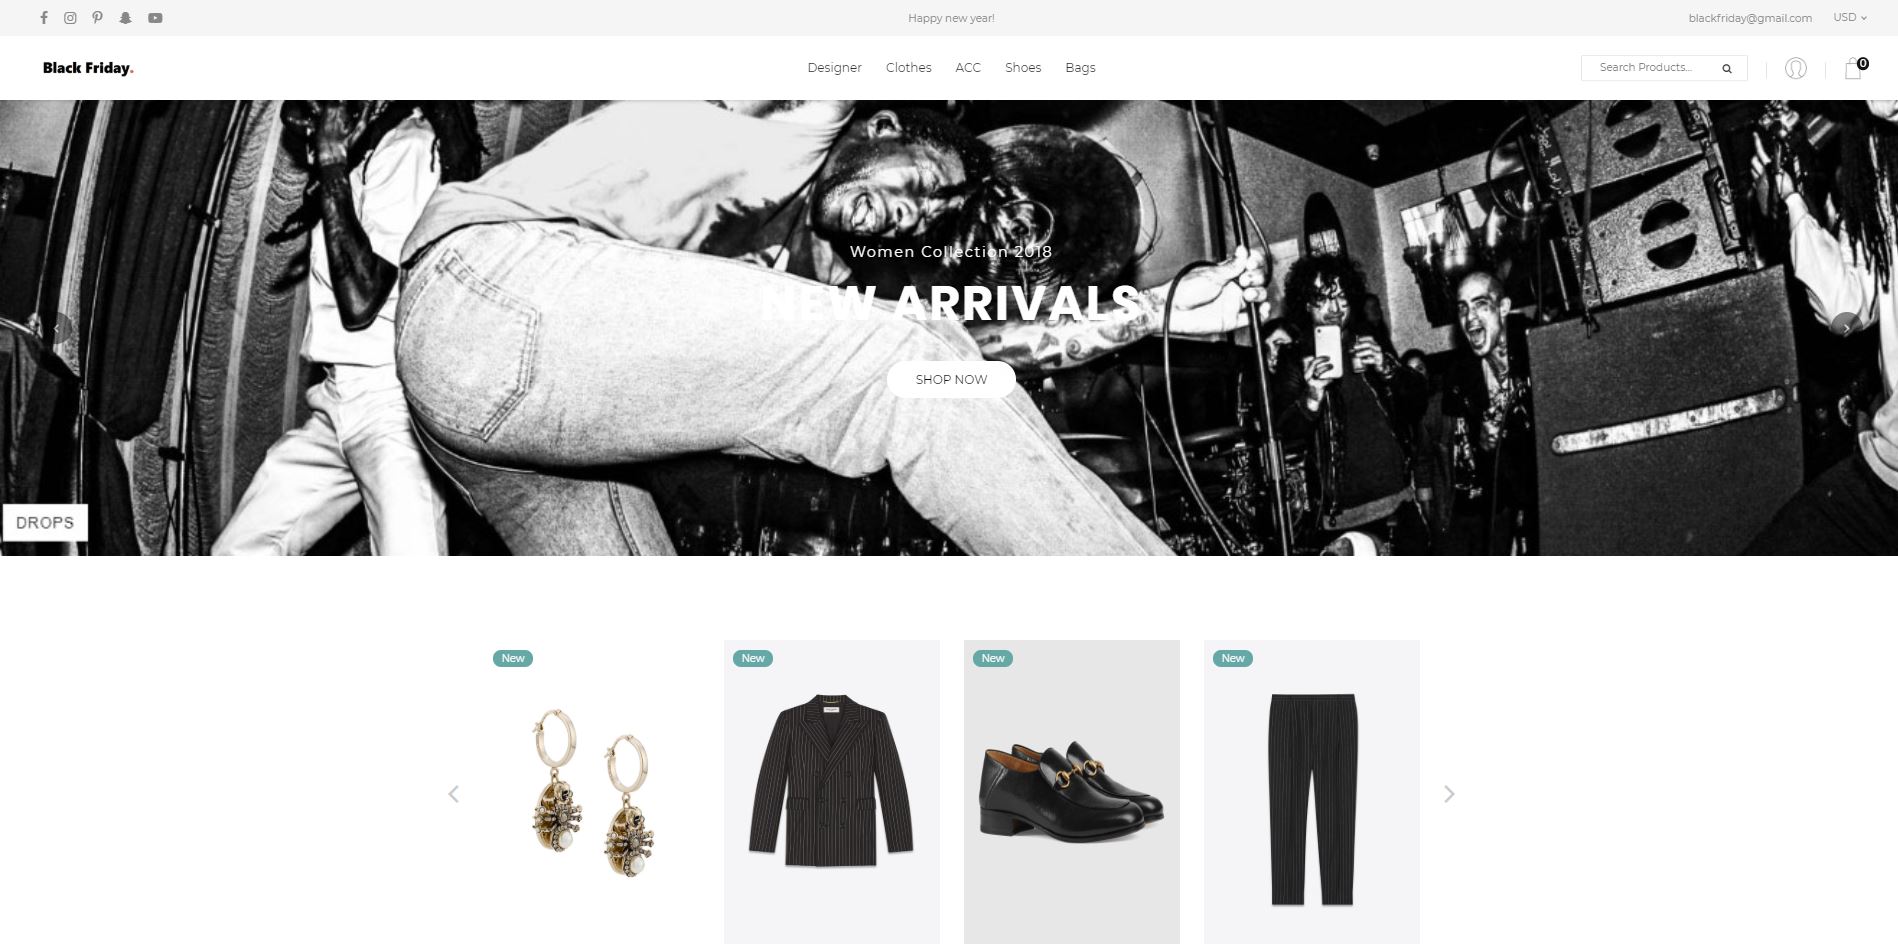 Happy new year!
blackfriday@gmail.com
USD
Black Friday.
Designer
Clothes
ACC
Shoes
Bags
Search Products...
0
Women Collection 2018
NEW ARRIVALS
SHOP NOW
DROPS
New
New
New
New